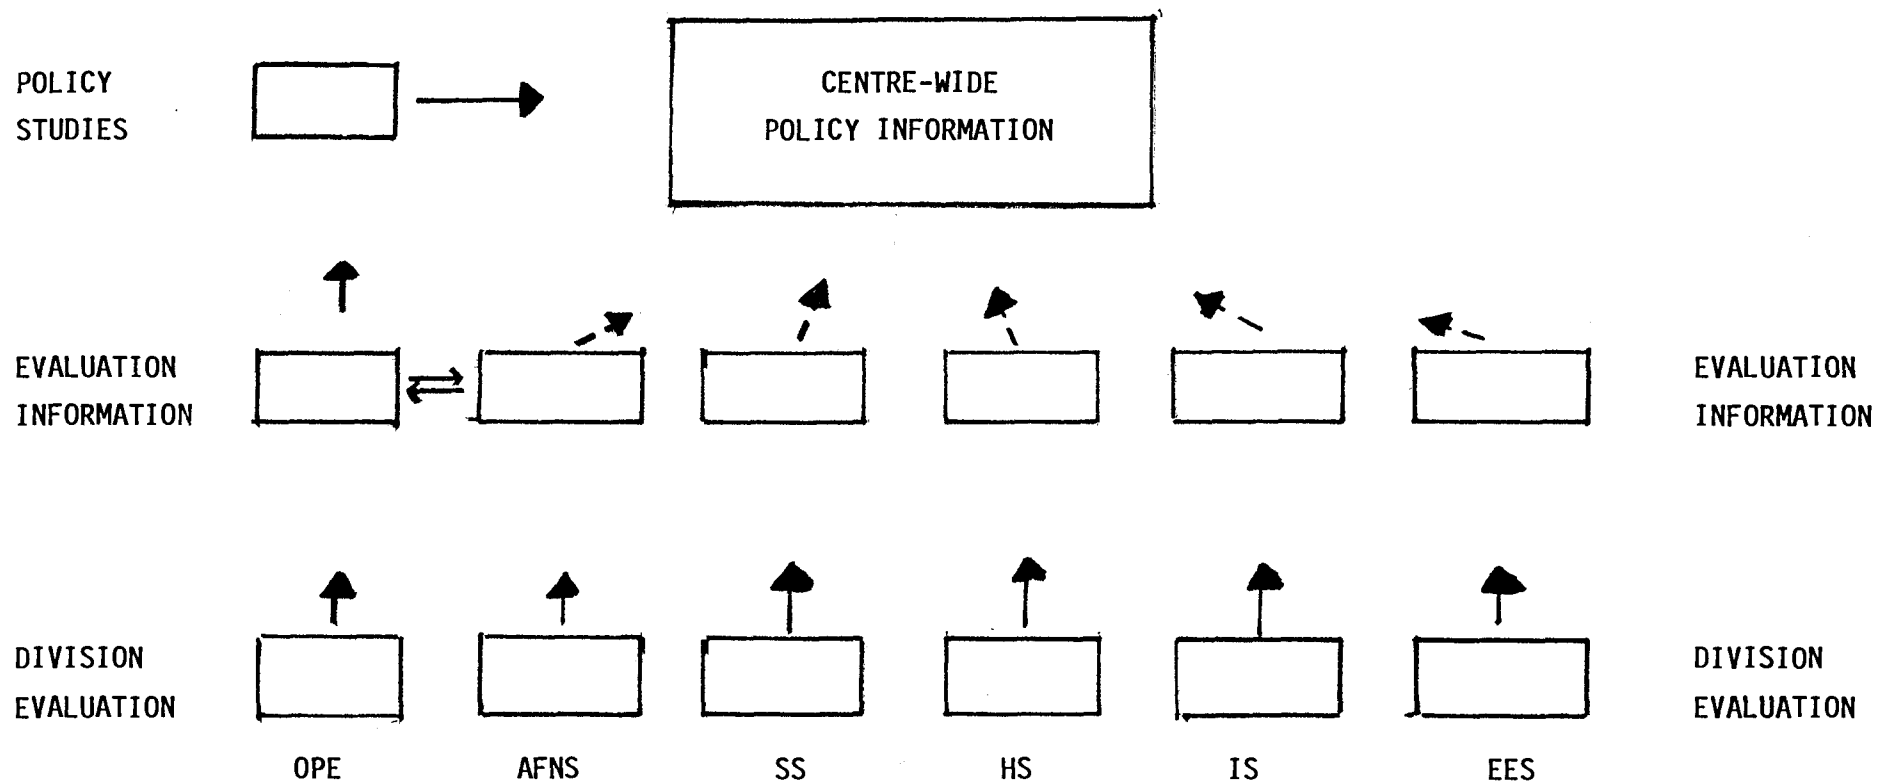 POLICY
STUDIES
CENTRE-WIDE
POLICY INFORMATION
EVALUATION
INFORMATION
EVALUATION
INFORMATION
DIVISION
EVALUATION
DIVISION
EVALUATION
OPE AFNS SS HS IS EES